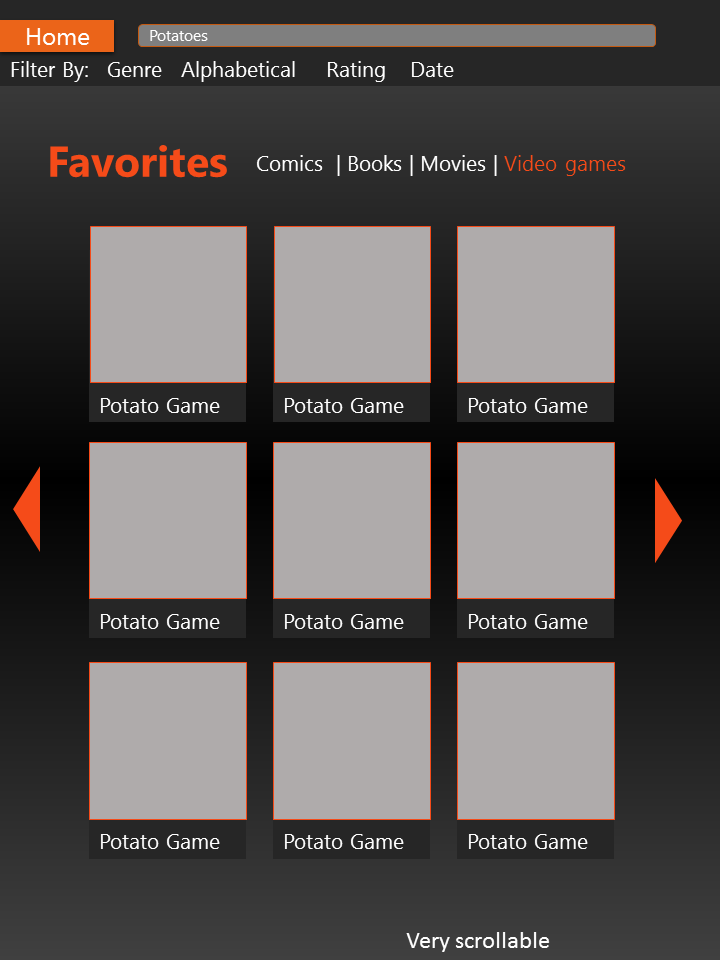 Home
Potatoes
Filter By: Genre Alphabetical Rating Date
Favorites
Comics | Books | Movies | Video games
Potato Game Potato Game Potato Game
Potato Game Potato Game Potato Game
Potato Game Potato Game Potato Game
Very scrollable